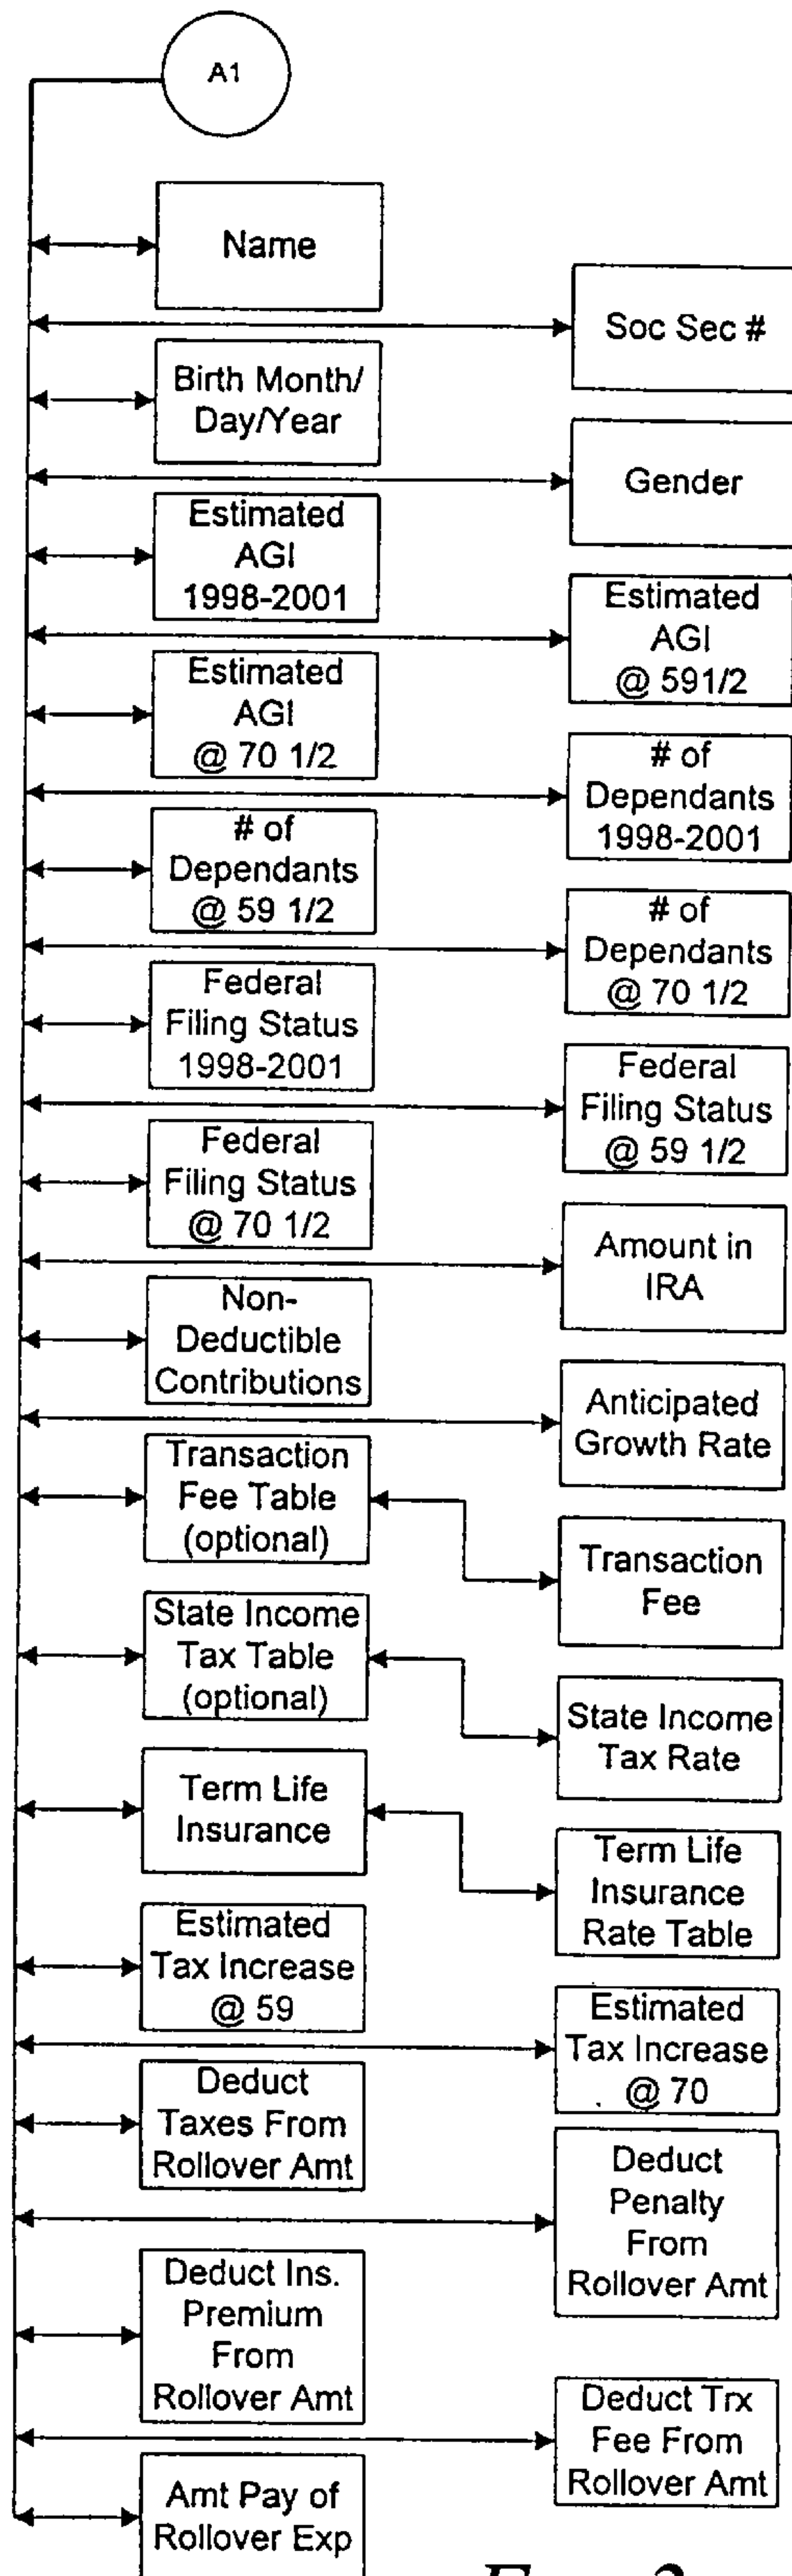 A1
Name
Soc Sec #
Birth Month/
Day/Year
Gender
Estimated
AGI
1998-2001
Estimated
AGI
@ 591/2
Estimated
AGI
@ 70 1/2
# of
Dependants
1998-2001
# of
Dependants
@ 59 1/2
# of
Dependants
@ 70 1/2
Federal
Filing Status
1998-2001
Federal
Filing Status
@ 59 1/2
Federal
Filing Status
@ 70 1/2
Amount in
IRA
Non-
Deductible
Contributions
Anticipated
Growth Rate
Transaction
Fee Table
(optional)
Transaction
Fee
State Income
Tax Table
(optional)
State Income
Tax Rate
Term Life
Insurance
Term Life
Insurance
Rate Table
Estimated
Tax Increase
@ 59
Estimated
Tax Increase
@ 70
Deduct
Taxes From
Rollover Amt
Deduct
Penalty
From
Rollover Amt
Deduct Ins.
Premium
From
Rollover Amt
Deduct Trx
Fee From
Rollover Amt
Amt Pay of
Rollover Exp